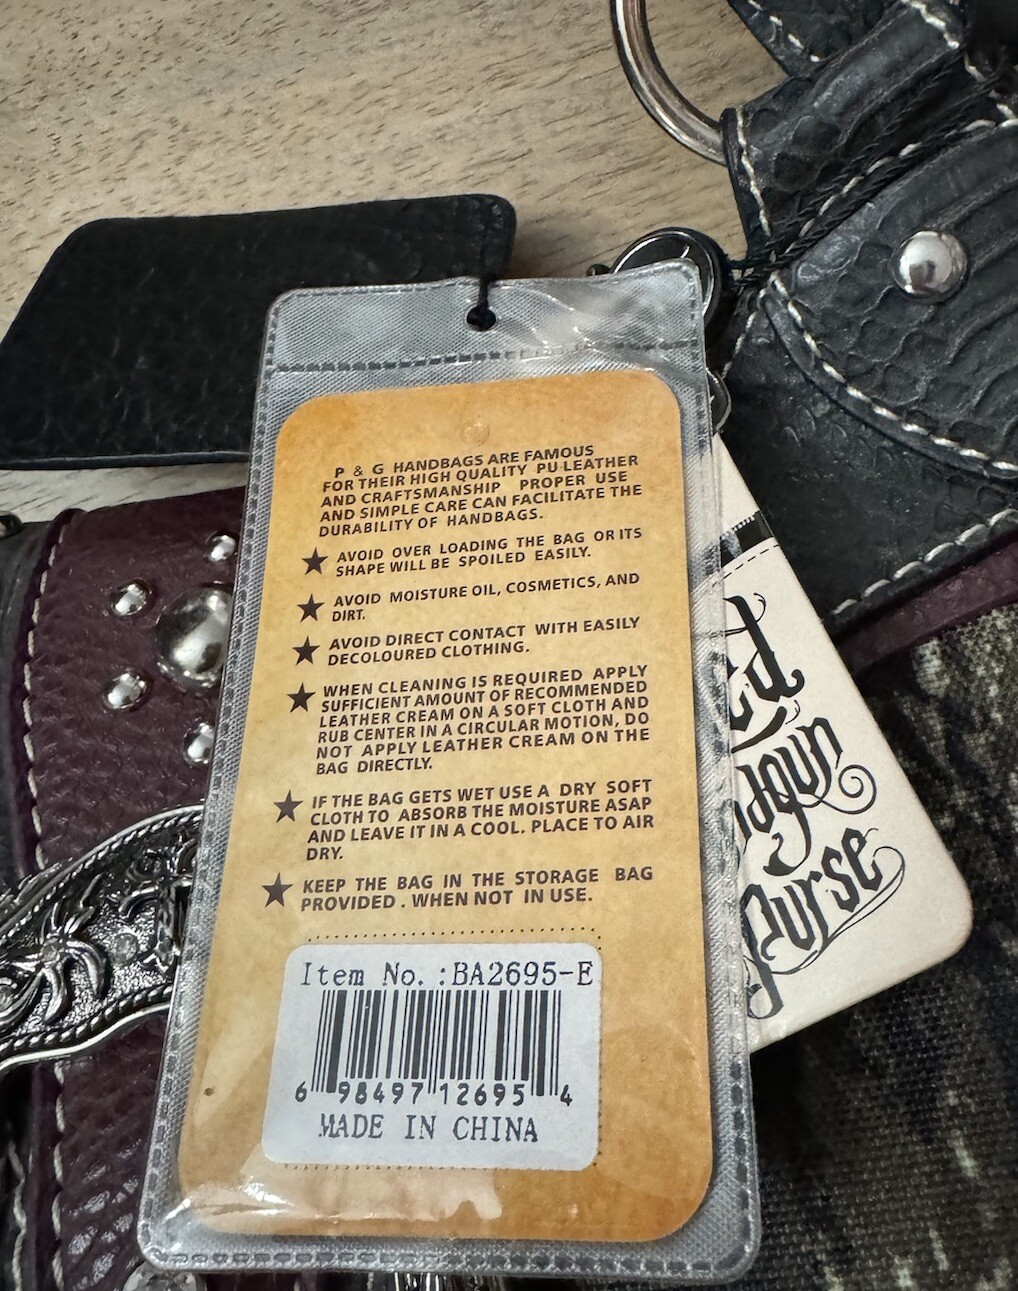 P & G HANDBAGS ARE FAMOUS
FOR THEIR HIGH QUALITY PU LEATHER
AND CRAFTSMANSHIP PROPER USE
AND SIMPLE CARE CAN FACILITATE THE
DURABILITY OF HANDBAGS.
★ AVOID OVER LOADING THE BAG OR ITS
SHAPE WILL BE SPOILED EASILY.
★ AVOID MOISTURE OIL, COSMETICS, AND
DIRT.
★ AVOID DIRECT CONTACT WITH EASILY
DECOLOURED CLOTHING.
★ WHEN CLEANING IS REQUIRED APPLY
SUFFICIENT AMOUNT OF RECOMMENDED
LEATHER CREAM ON A SOFT CLOTH AND
RUB CENTER IN A CIRCULAR MOTION, DO
NOT APPLY LEATHER CREAM ON THE
BAG DIRECTLY.
★ IF THE BAG GETS WET USE A DRY SOFT
CLOTH TO ABSORB THE MOISTURE ASAP
AND LEAVE IT IN A COOL. PLACE TO AIR
DRY.
★ KEEP THE BAG IN THE STORAGE BAG
PROVIDED . WHEN NOT IN USE.
Item No. :BA2695-E
6 98497 12695 4
MADE IN CHINA
Purse